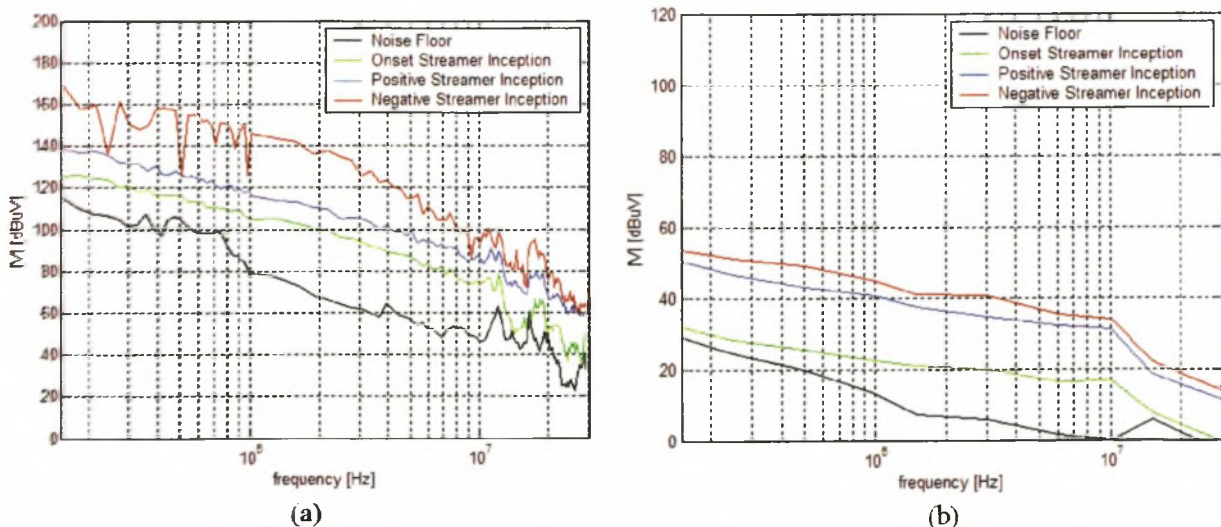 200
180
160
140
120
100
80
60
40
20
0
|V| [dBuV]
10⁶
10⁷
frequency [Hz]
Noise Floor
Onset Streamer Inception
Positive Streamer Inception
Negative Streamer Inception
(a)
120
100
80
60
40
20
0
|V| [dBuV]
10⁶
10⁷
frequency [Hz]
Noise Floor
Onset Streamer Inception
Positive Streamer Inception
Negative Streamer Inception
(b)